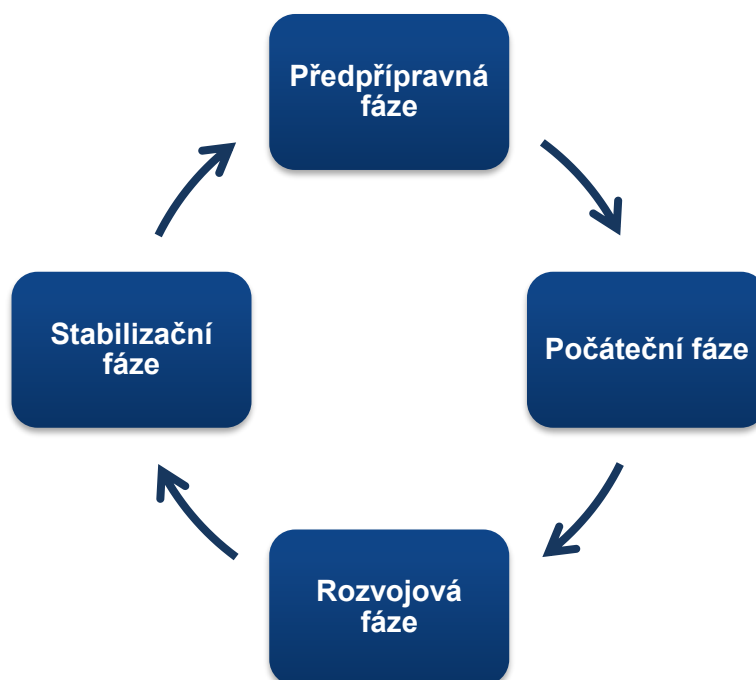 Předpřípravná
fáze
Stabilizační
fáze
Počáteční fáze
Rozvojová
fáze